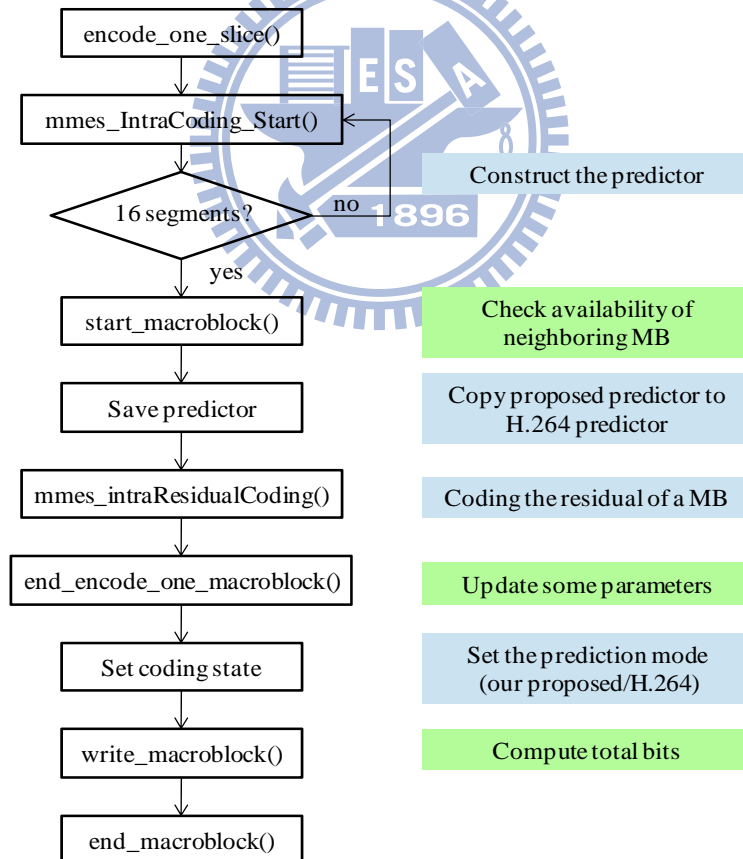 encode_one_slice()
ES
A
mmes_IntraCoding_Start()
Construct the predictor
16 segments?
no
1896
yes
start_macroblock()
Check availability of
neighboring MB
Save predictor
Copy proposed predictor to
H.264 predictor
mmes_intraResidualCoding()
Coding the residual of a MB
end_encode_one_macroblock()
Update some parameters
Set coding state
Set the prediction mode
(our proposed/H.264)
write_macroblock()
Compute total bits
end_macroblock()